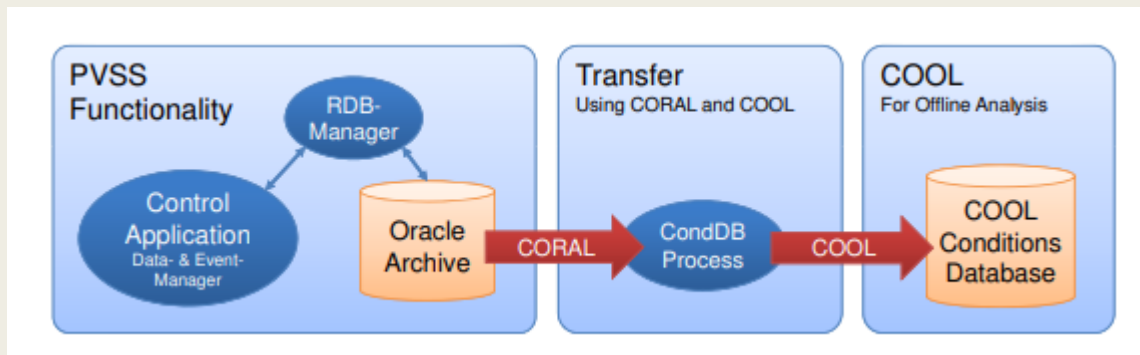 PVSS
Functionality
RDB-
Manager
Control
Application
Data- & Event-
Manager
Oracle
Archive
CORAL
Transfer
Using CORAL and COOL
CondDB
Process
COOL
COOL
For Offline Analysis
COOL
Conditions
Database